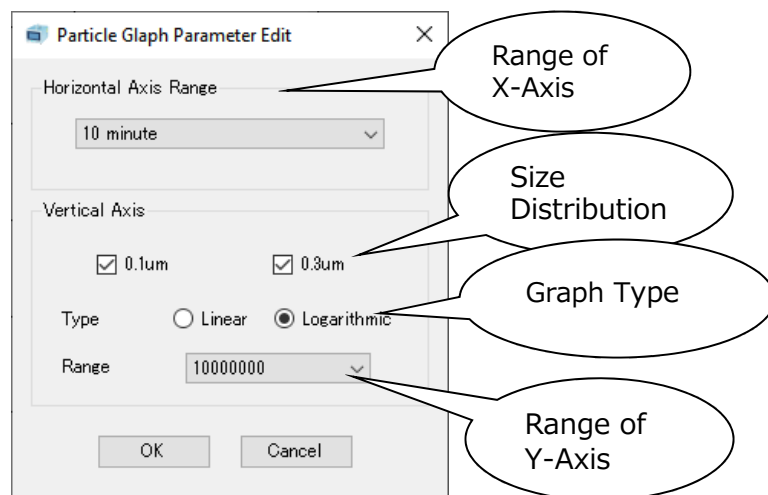 Particle Glaph Parameter Edit
Range of
X-Axis
Horizontal Axis Range
10 minute
Size
Distribution
Vertical Axis
0.1um
0.3um
Graph Type
Type
Linear
Logarithmic
Range
10000000
Range of
Y-Axis
OK
Cancel